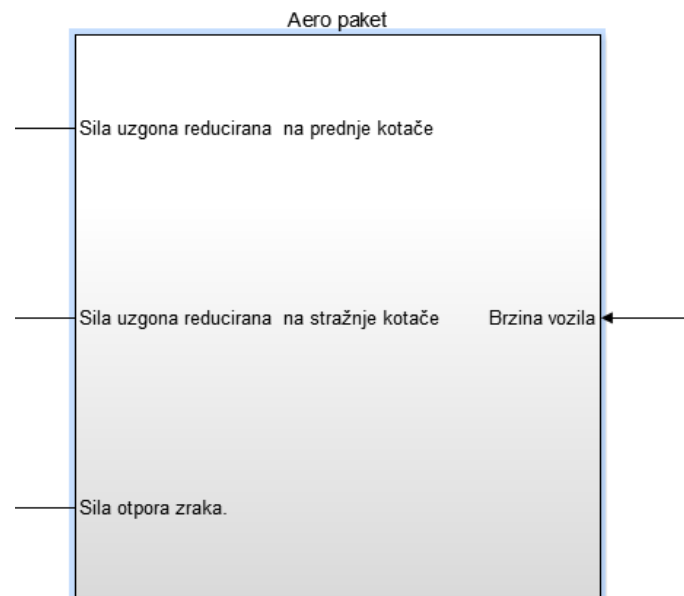 Aero paket
Sila uzgona reducirana  na prednje kotače
Sila uzgona reducirana  na stražnje kotače
Brzina vozila
Sila otpora zraka.